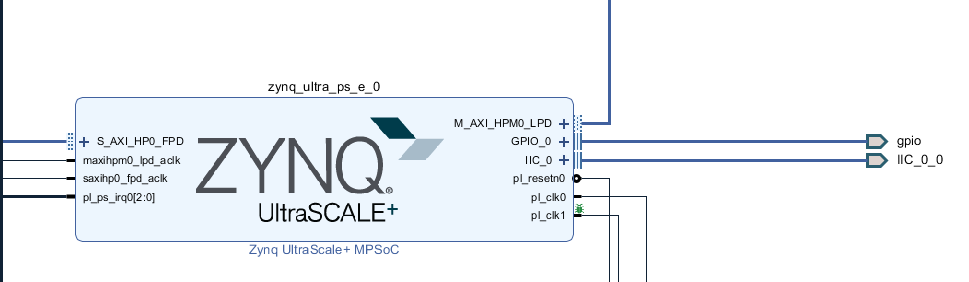 zynq_ultra_ps_e_0
S_AXI_HP0_FPD
maxihpm0_lpd_aclk
saxihp0_fpd_aclk
pl_ps_irq0[2:0]
ZYNQ®
UltraSCALE+
M_AXI_HPM0_LPD
GPIO_0
IIC_0
pl_resetn0
pl_clk0
pl_clk1
gpio
IIC_0_0
Zynq UltraScale+ MPSoC